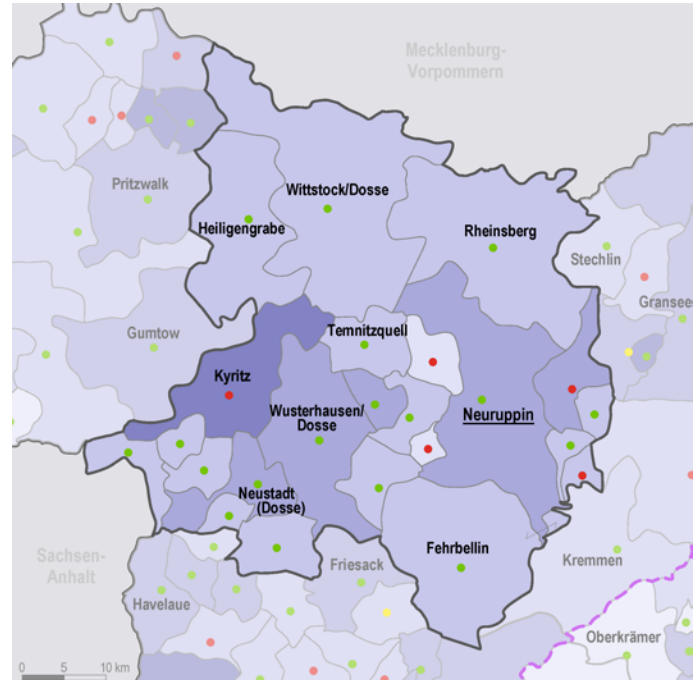 Mecklenburg-
Vorpommern
Pritzwalk
Wittstock/Dosse
Heiligengrabe
Rheinsberg
Stechlin
Gransee
Gumtow
Temnitzquell
Kyritz
Wusterhausen/
Dosse
Neuruppin
Neustadt
(Dosse)
Sachsen-
Anhalt
Fehrbellin
Friesack
Kremmen
Havelaue
Oberkrämer
0 5 10 km